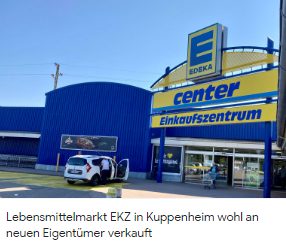 E
EDEKA
center
Einkaufszentrum
Lebensmittelmarkt EKZ in Kuppenheim wohl an
neuen Eigentümer verkauft